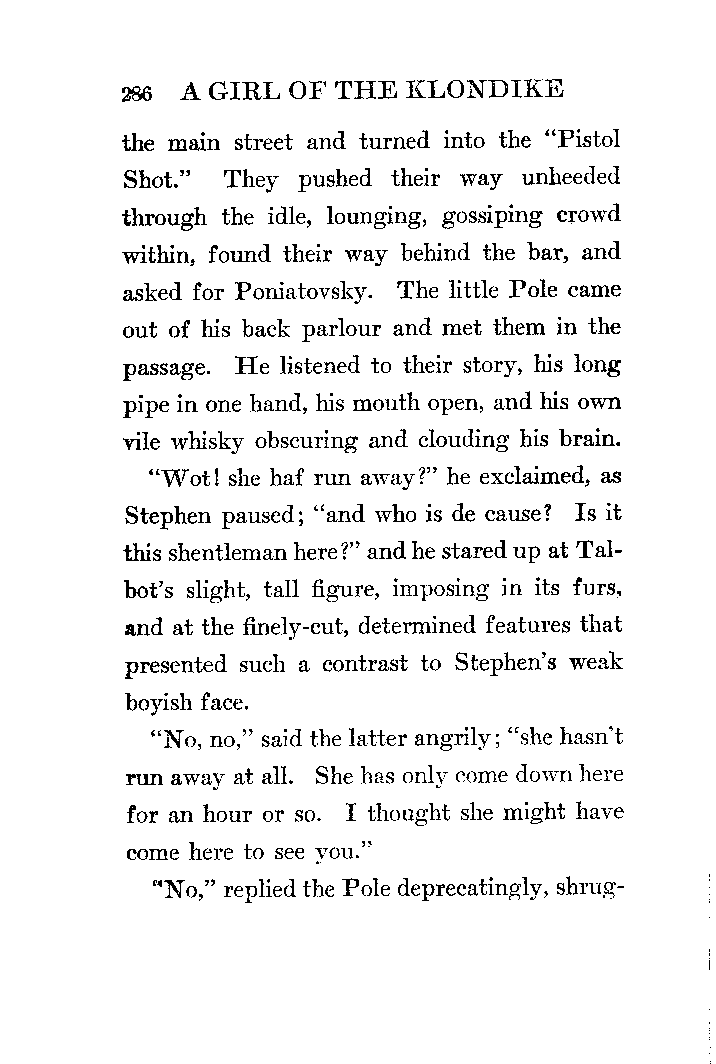 286 A GIRL OF THE KLONDIKE
the main street and turned into the “Pistol
Shot.” They pushed their way unheeded
through the idle, lounging, gossiping crowd
within, found their way behind the bar, and
asked for Poniatovsky. The little Pole came
out of his back parlour and met them in the
passage. He listened to their story, his long
pipe in one hand, his mouth open, and his own
vile whisky obscuring and clouding his brain.
“Wot! she haf run away?” he exclaimed, as
Stephen paused; “and who is de cause? Is it
this shentleman here?” and he stared up at Tal-
bot’s slight, tall figure, imposing in its furs,
and at the finely-cut, determined features that
presented such a contrast to Stephen’s weak
boyish face.
“No, no,” said the latter angrily; “she hasn’t
run away at all. She has only come down here
for an hour or so. I thought she might have
come here to see you.”
“No,” replied the Pole deprecatingly, shrug-